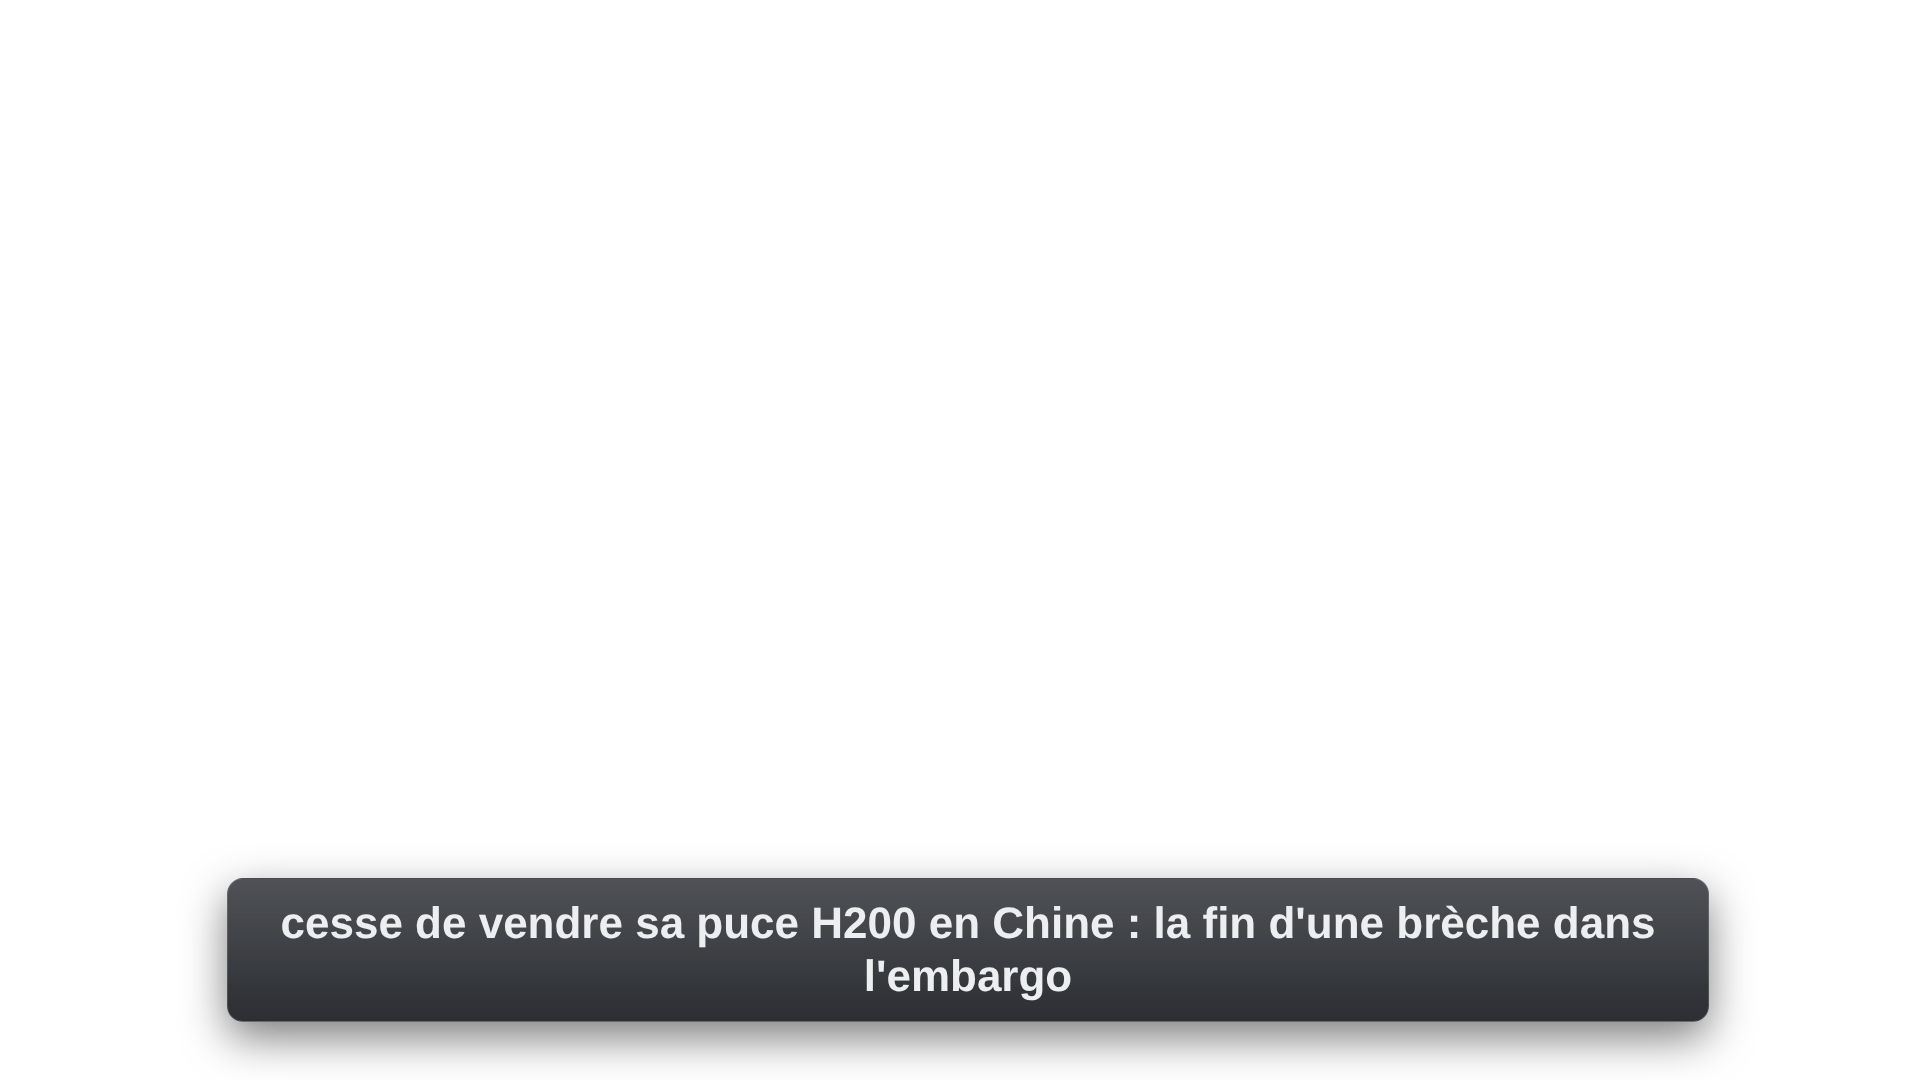 cesse de vendre sa puce H200 en Chine : la fin d'une brèche dans
l'embargo